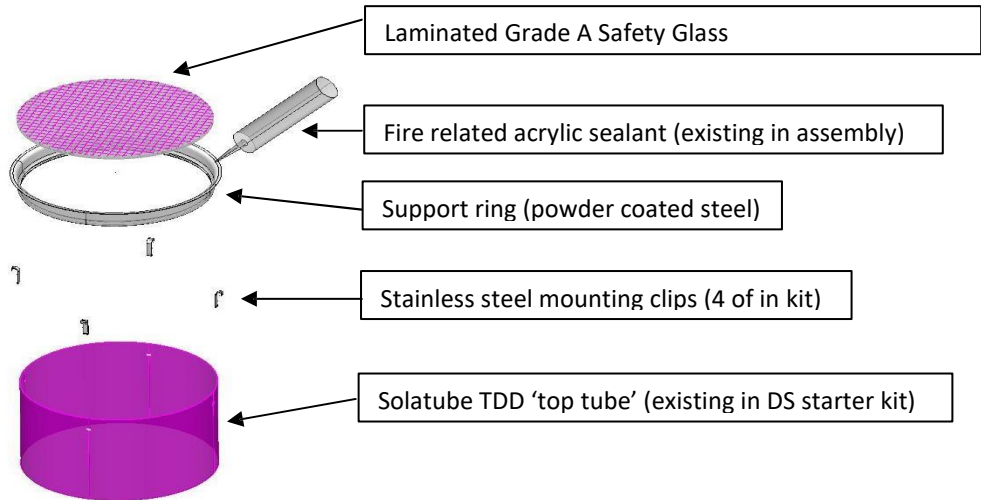 Laminated Grade A Safety Glass
Fire related acrylic sealant (existing in assembly)
Support ring (powder coated steel)
Stainless steel mounting clips (4 of in kit)
Solatube TDD ‘top tube’ (existing in DS starter kit)